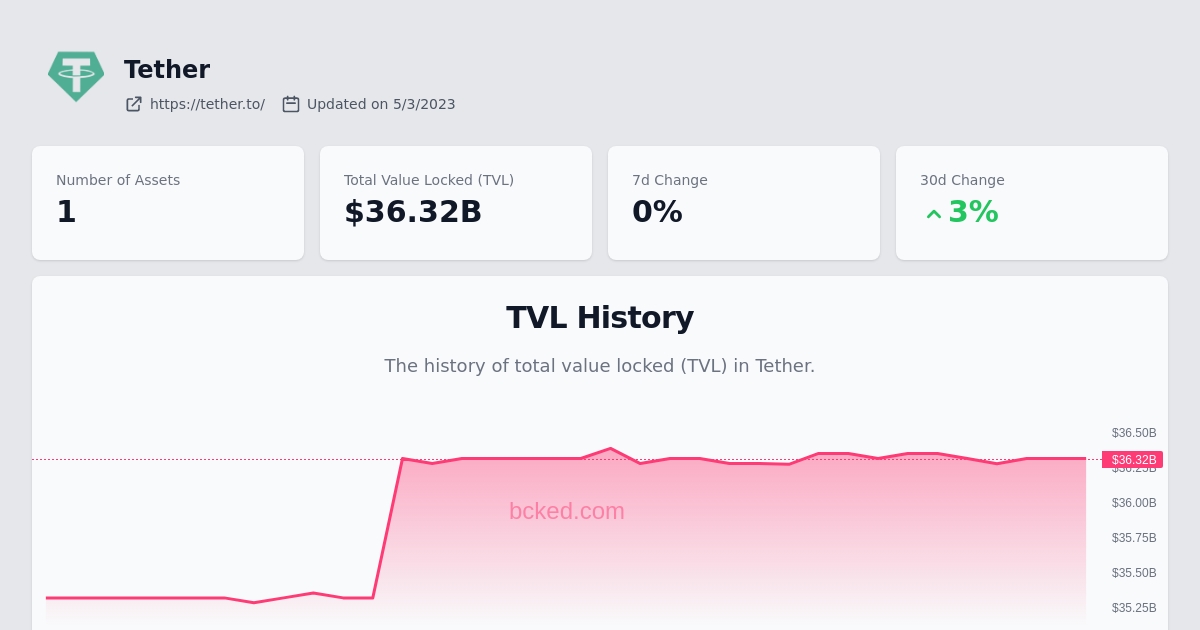 Tether
https://tether.to/ Updated on 5/3/2023
Number of Assets
1
Total Value Locked (TVL)
$36.32B
7d Change
0%
30d Change
3%
TVL History
The history of total value locked (TVL) in Tether.
$36.50B
$36.32B
$36.25B
bcked.com
$36.00B
$35.75B
$35.50B
$35.25B